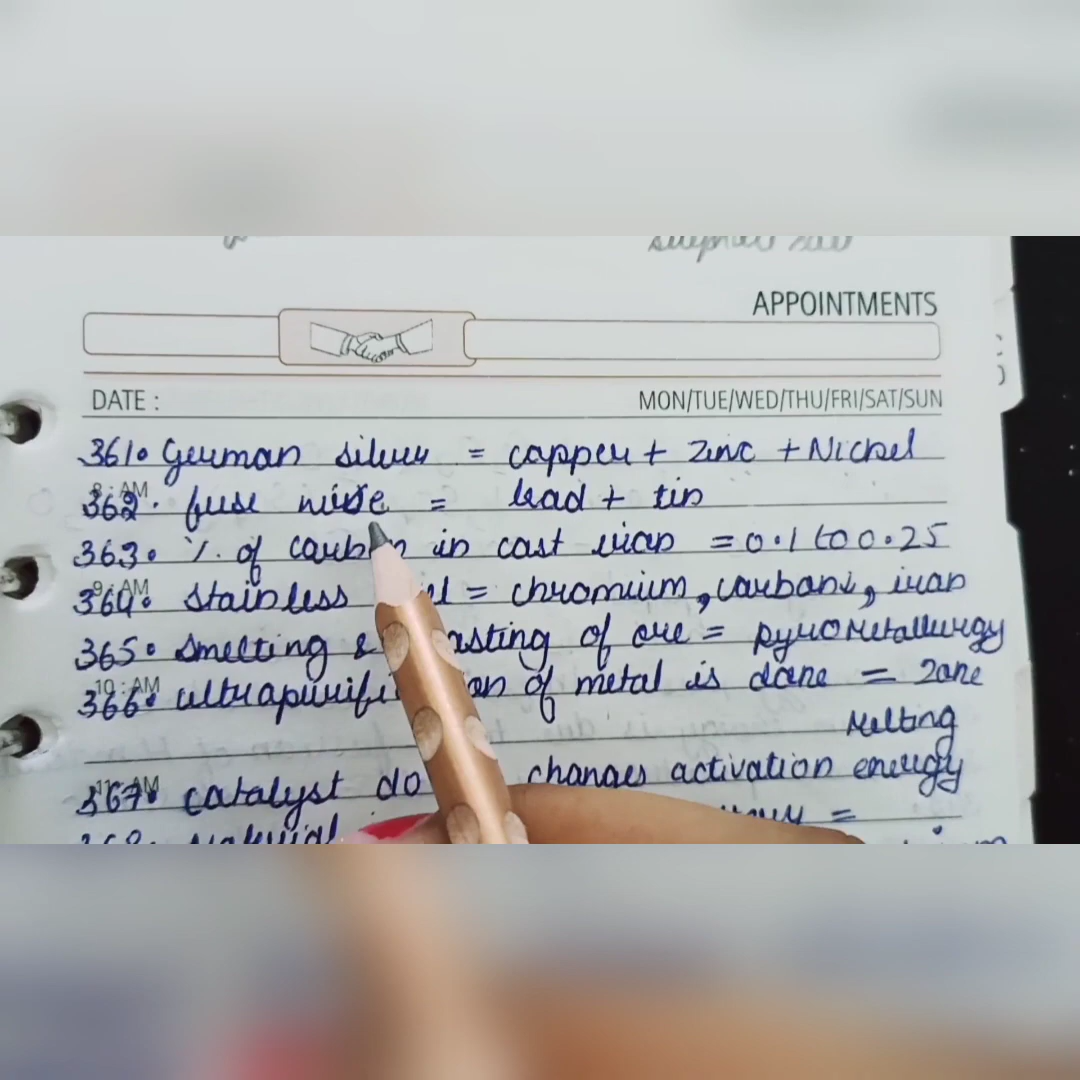 APPOINTMENTS
DATE :
MON/TUE/WED/THU/FRI/SAT/SUN
361. German silver = copper + Zinc + Nickel
8 : AM
362. fuse wire = lead + tin
363. % of carbon in cast iron = 0.1 to 0.25
9 : AM
364. Stainless = chromium, carbon, iron
365. Smelting & of ore = Pyrometallurgy
10 : AM
366. ultrapurification of metal is done = Zone
Melting
11 : AM
367. catalyst do changes activation energy
368. Material =